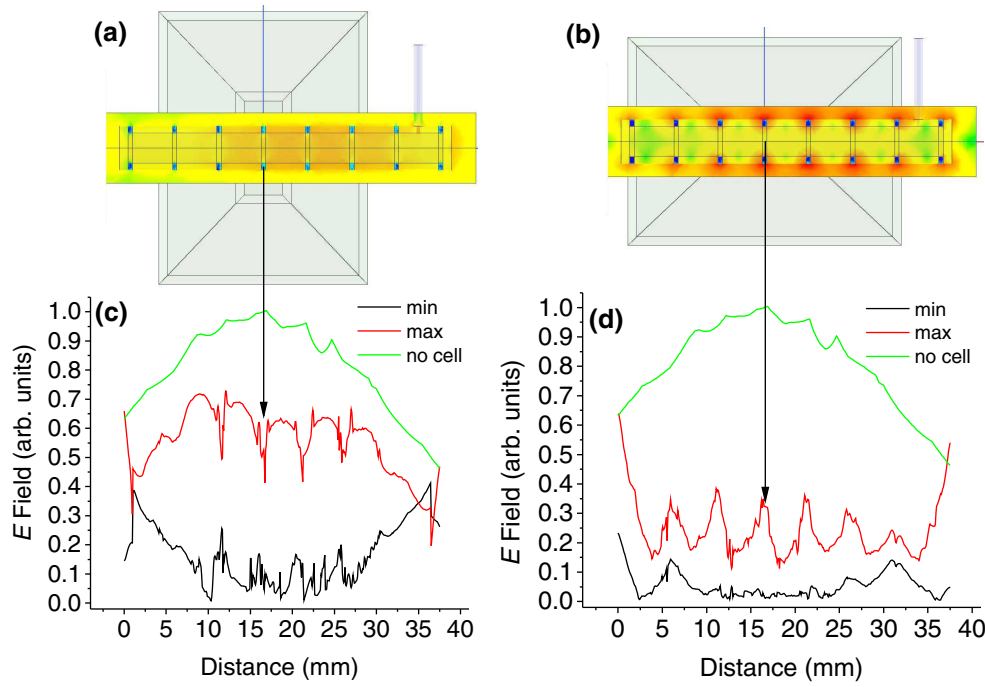 (a)
(b)
(c)
min
max
no cell
1.0
0.9
0.8
0.7
0.6
0.5
0.4
0.3
0.2
0.1
0.0
E Field (arb. units)
0 5 10 15 20 25 30 35 40
Distance (mm)
(d)
min
max
no cell
1.0
0.9
0.8
0.7
0.6
0.5
0.4
0.3
0.2
0.1
0.0
E Field (arb. units)
0 5 10 15 20 25 30 35 40
Distance (mm)